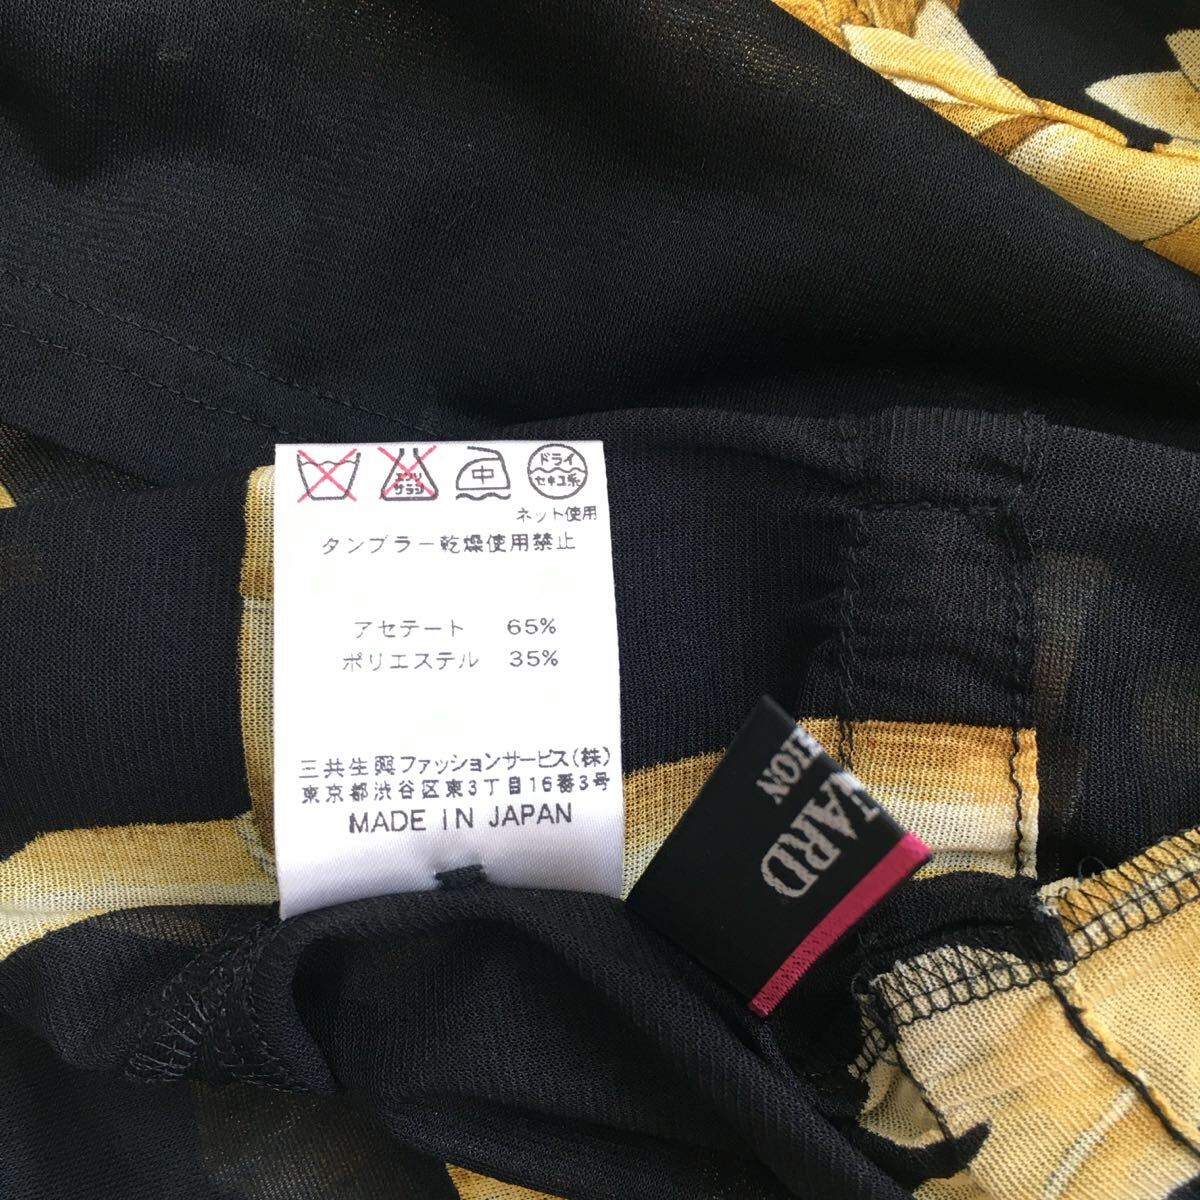 エンソ
サラシ
中
ドライ
セキユ系
ネット使用
タンブラー乾燥使用禁止
アセテート 65%
ポリエステル 35%
三共生興ファッションサービス(株)
東京都渋谷区東3丁目16番3号
MADE IN JAPAN
NARD
HION